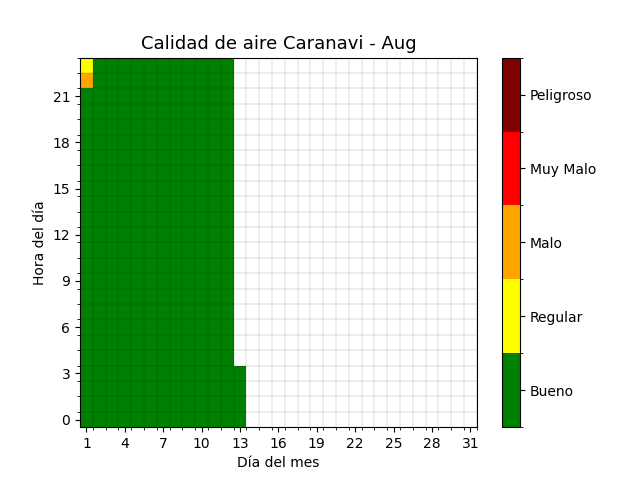 Calidad de aire Caranavi - Aug
Hora del día
21
18
15
12
9
6
3
0
1 4 7 10 13 16 19 22 25 28 31
Día del mes
Peligroso
Muy Malo
Malo
Regular
Bueno